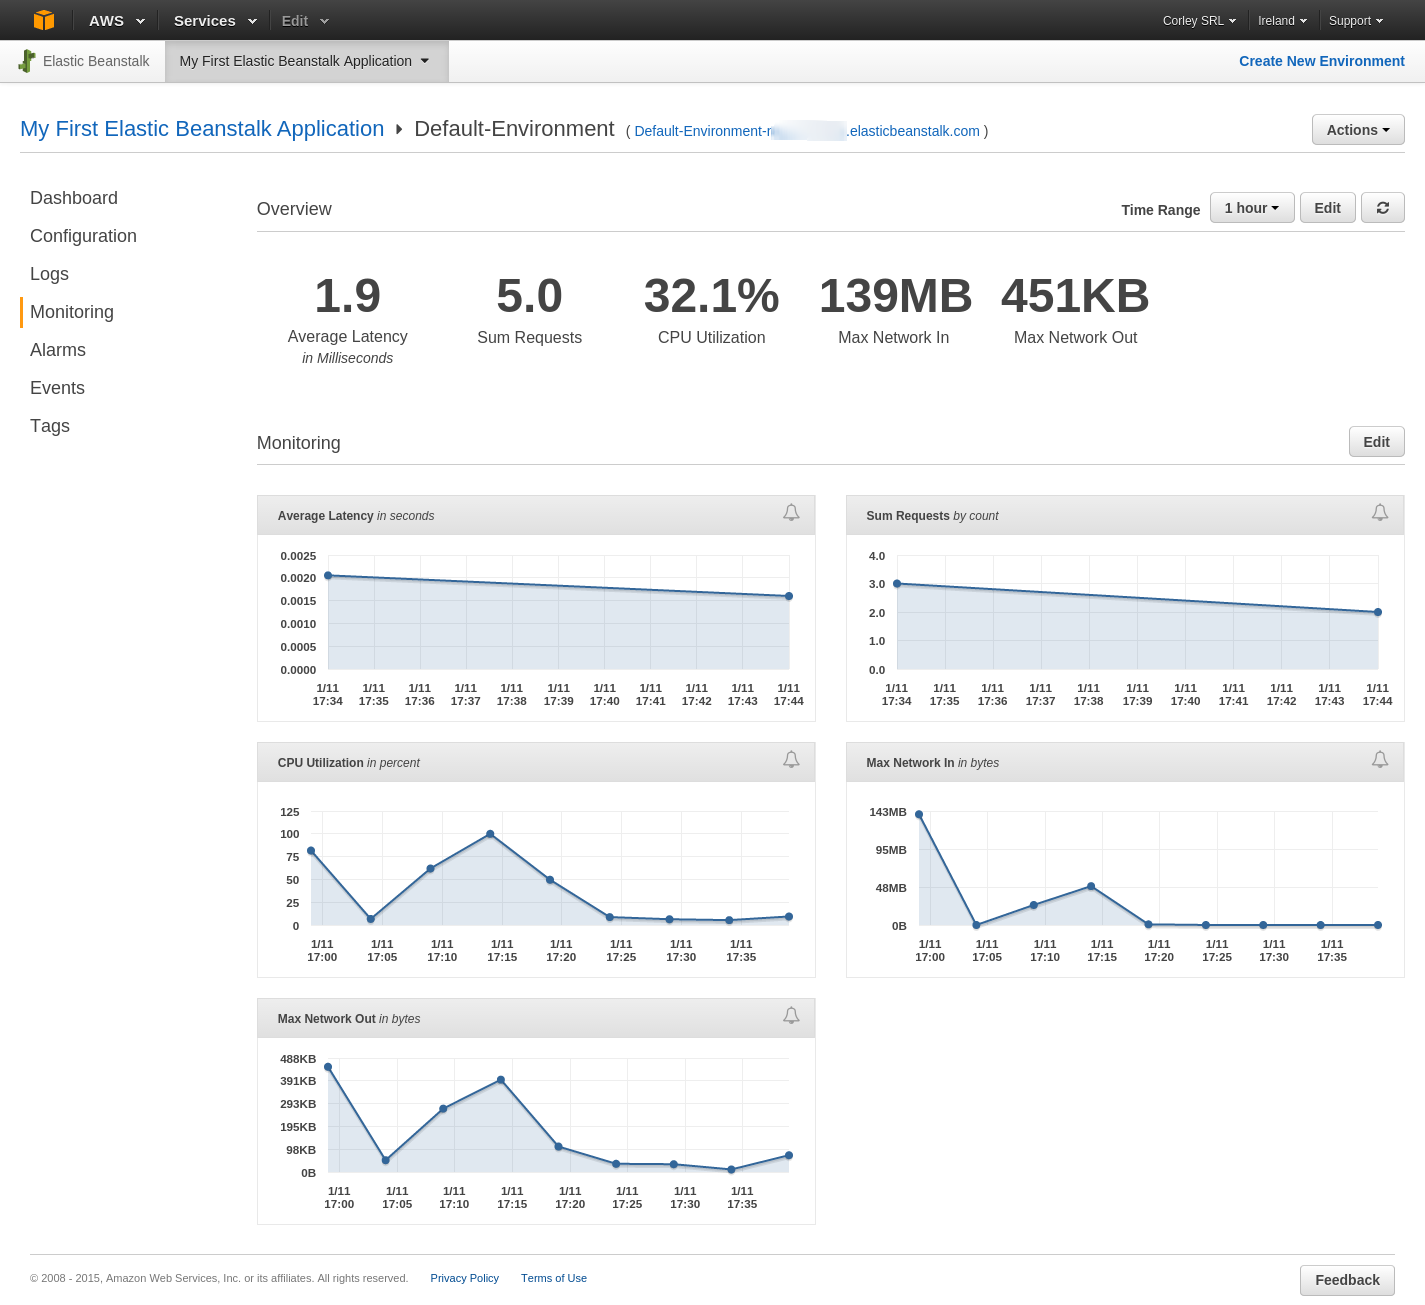 AWS Services Edit Corley SRL Ireland Support
Elastic Beanstalk My First Elastic Beanstalk Application Create New Environment
My First Elastic Beanstalk Application Default-Environment ( Default-Environment- .elasticbeanstalk.com ) Actions
Dashboard
Configuration
Logs
Monitoring
Alarms
Events
Tags
Overview Time Range 1 hour Edit
1.9 5.0 32.1% 139MB 451KB
Average Latency Sum Requests CPU Utilization Max Network In Max Network Out
in Milliseconds
Monitoring Edit
Average Latency in seconds
0.0025
0.0020
0.0015
0.0010
0.0005
0.0000
1/11 1/11 1/11 1/11 1/11 1/11 1/11 1/11 1/11 1/11 1/11
17:34 17:35 17:36 17:37 17:38 17:39 17:40 17:41 17:42 17:43 17:44
Sum Requests by count
4.0
3.0
2.0
1.0
0.0
1/11 1/11 1/11 1/11 1/11 1/11 1/11 1/11 1/11 1/11 1/11
17:34 17:35 17:36 17:37 17:38 17:39 17:40 17:41 17:42 17:43 17:44
CPU Utilization in percent
125
100
75
50
25
0
1/11 1/11 1/11 1/11 1/11 1/11 1/11 1/11
17:00 17:05 17:10 17:15 17:20 17:25 17:30 17:35
Max Network In in bytes
143MB
95MB
48MB
0B
1/11 1/11 1/11 1/11 1/11 1/11 1/11 1/11
17:00 17:05 17:10 17:15 17:20 17:25 17:30 17:35
Max Network Out in bytes
488KB
391KB
293KB
195KB
98KB
0B
1/11 1/11 1/11 1/11 1/11 1/11 1/11 1/11
17:00 17:05 17:10 17:15 17:20 17:25 17:30 17:35
© 2008 - 2015, Amazon Web Services, Inc. or its affiliates. All rights reserved. Privacy Policy Terms of Use Feedback